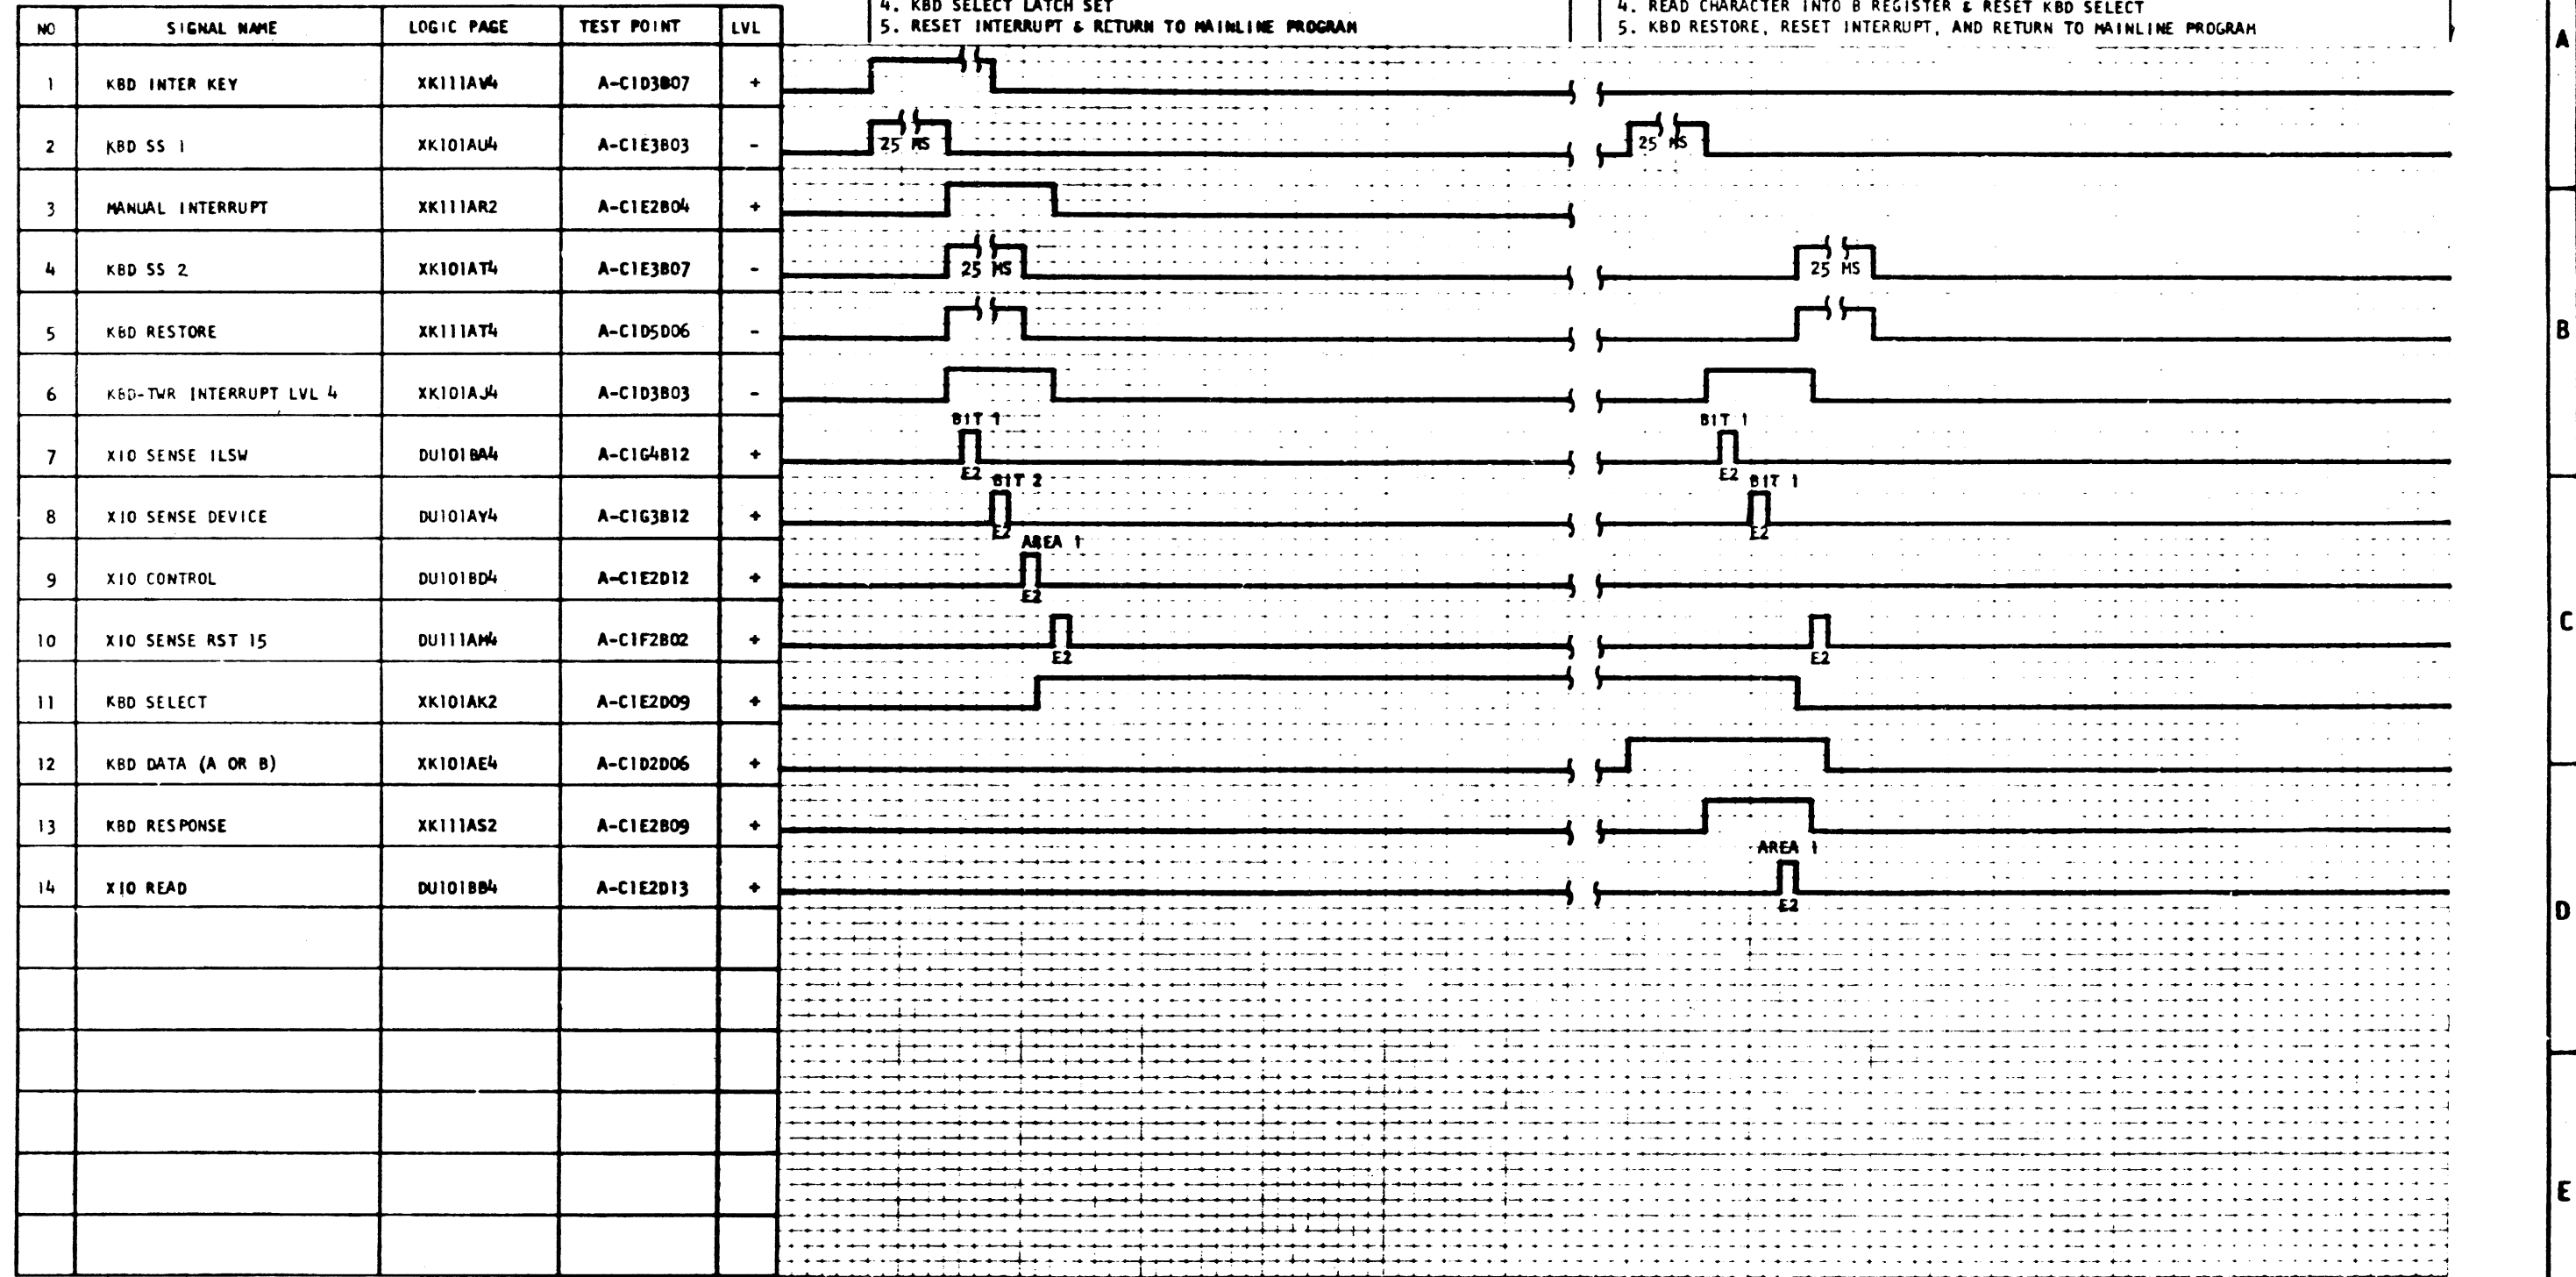 4. KBD SELECT LATCH SET
5. RESET INTERRUPT & RETURN TO MAINLINE PROGRAM
4. READ CHARACTER INTO B REGISTER & RESET KBD SELECT
5. KBD RESTORE, RESET INTERRUPT, AND RETURN TO MAINLINE PROGRAM
NO SIGNAL NAME LOGIC PAGE TEST POINT LVL
A
1 KBD INTER KEY XK111AV4 A-C1D3B07 +
2 KBD SS 1 XK101AU4 A-C1E3B03 - 25 MS 25 MS
3 MANUAL INTERRUPT XK111AR2 A-C1E2B04 +
4 KBD SS 2 XK101AT4 A-C1E3B07 - 25 MS 25 MS
5 KBD RESTORE XK111AT4 A-C1D5D06 -
B
6 KBD-TWR INTERRUPT LVL 4 XK101AJ4 A-C1D3B03 -
BIT 1 BIT 1
7 XIO SENSE ILSW DU101BA4 A-C1G4B12 +
E2 E2
BIT 2 BIT 1
8 XIO SENSE DEVICE DU101AY4 A-C1G3B12 +
E2 E2
AREA 1
9 XIO CONTROL DU101BD4 A-C1E2D12 +
E2
C
10 XIO SENSE RST 15 DU111AM4 A-C1F2B02 +
E2 E2
11 KBD SELECT XK101AK2 A-C1E2D09 +
12 KBD DATA (A OR B) XK101AE4 A-C1D2D06 +
13 KBD RESPONSE XK111AS2 A-C1E2B09 +
AREA 1
14 XIO READ DU101BB4 A-C1E2D13 +
E2
D
E